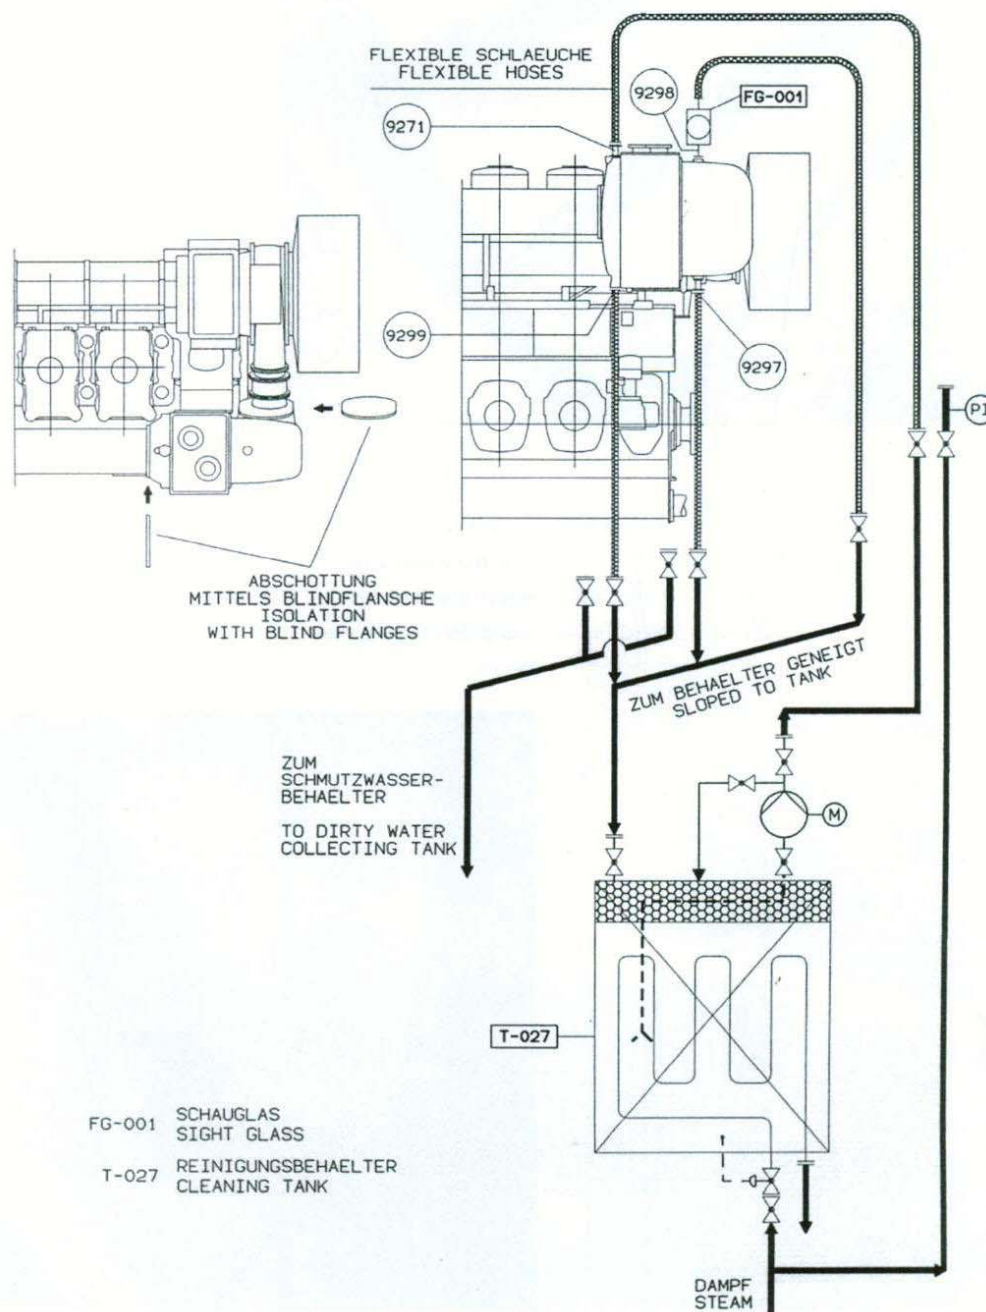 FLEXIBLE SCHLAEUCHE
FLEXIBLE HOSES
9271
9298
FG-001
9299
9297
PI
ABSCHOTTUNG
MITTELS BLINDFLANSCHE
ISOLATION
WITH BLIND FLANGES
ZUM BEHAELTER GENEIGT
SLOPED TO TANK
ZUM
SCHMUTZWASSER-
BEHAELTER
TO DIRTY WATER
COLLECTING TANK
M
T-027
FG-001 SCHAUGLAS
SIGHT GLASS
T-027 REINIGUNGSBEHAELTER
CLEANING TANK
DAMPF
STEAM